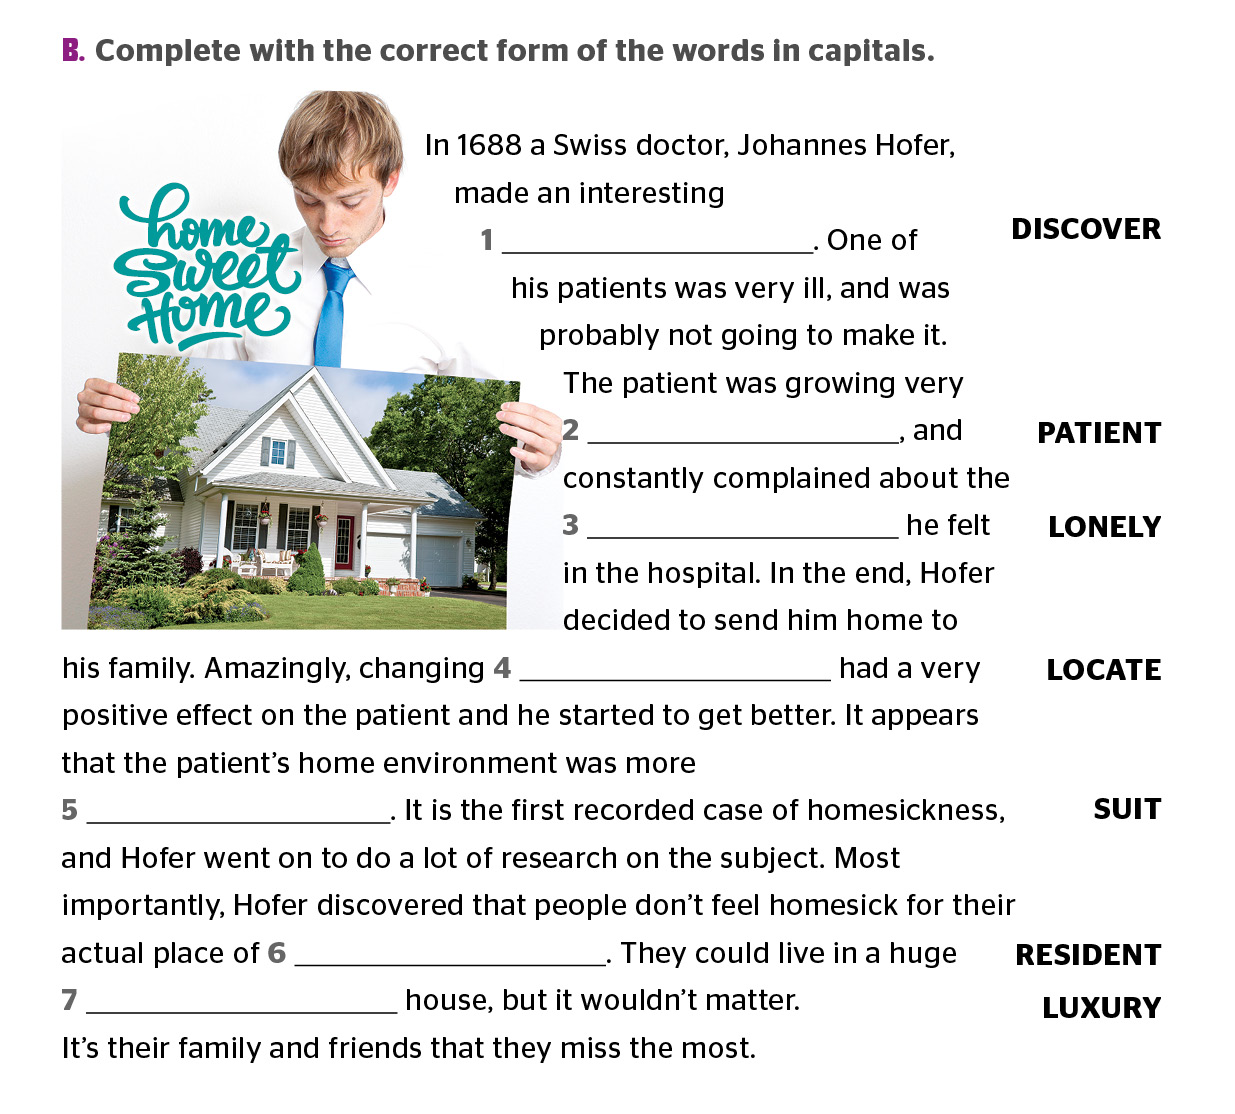 B. Complete with the correct form of the words in capitals.
home
Sweet
Home
In 1688 a Swiss doctor, Johannes Hofer,
made an interesting
1 ____________________. One of DISCOVER
his patients was very ill, and was
probably not going to make it.
The patient was growing very
2 ____________________, and PATIENT
constantly complained about the
3 ____________________ he felt LONELY
in the hospital. In the end, Hofer
decided to send him home to
his family. Amazingly, changing 4 ____________________ had a very LOCATE
positive effect on the patient and he started to get better. It appears
that the patient’s home environment was more
5 ____________________. It is the first recorded case of homesickness, SUIT
and Hofer went on to do a lot of research on the subject. Most
importantly, Hofer discovered that people don’t feel homesick for their
actual place of 6 ____________________. They could live in a huge RESIDENT
7 ____________________ house, but it wouldn’t matter. LUXURY
It’s their family and friends that they miss the most.